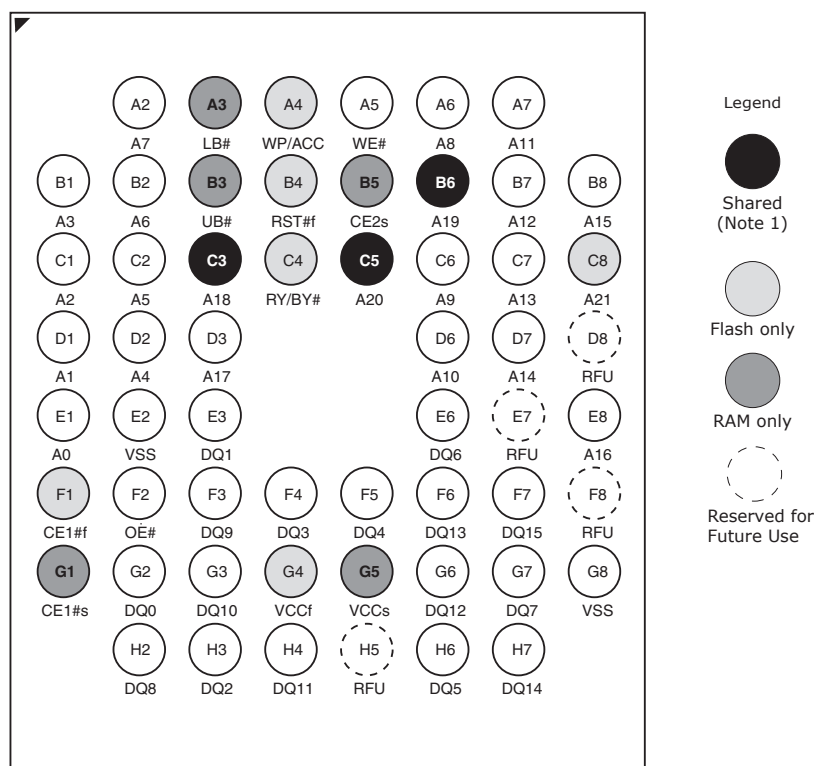 A2 A3 A4 A5 A6 A7
A7 LB# WP/ACC WE# A8 A11
B1 B2 B3 B4 B5 B6 B7 B8
A3 A6 UB# RST#f CE2s A19 A12 A15
C1 C2 C3 C4 C5 C6 C7 C8
A2 A5 A18 RY/BY# A20 A9 A13 A21
D1 D2 D3 D6 D7 D8
A1 A4 A17 A10 A14 RFU
E1 E2 E3 E6 E7 E8
A0 VSS DQ1 DQ6 RFU A16
F1 F2 F3 F4 F5 F6 F7 F8
CE1#f OE# DQ9 DQ3 DQ4 DQ13 DQ15 RFU
G1 G2 G3 G4 G5 G6 G7 G8
CE1#s DQ0 DQ10 VCCf VCCs DQ12 DQ7 VSS
H2 H3 H4 H5 H6 H7
DQ8 DQ2 DQ11 RFU DQ5 DQ14
Legend
Shared
(Note 1)
Flash only
RAM only
Reserved for
Future Use